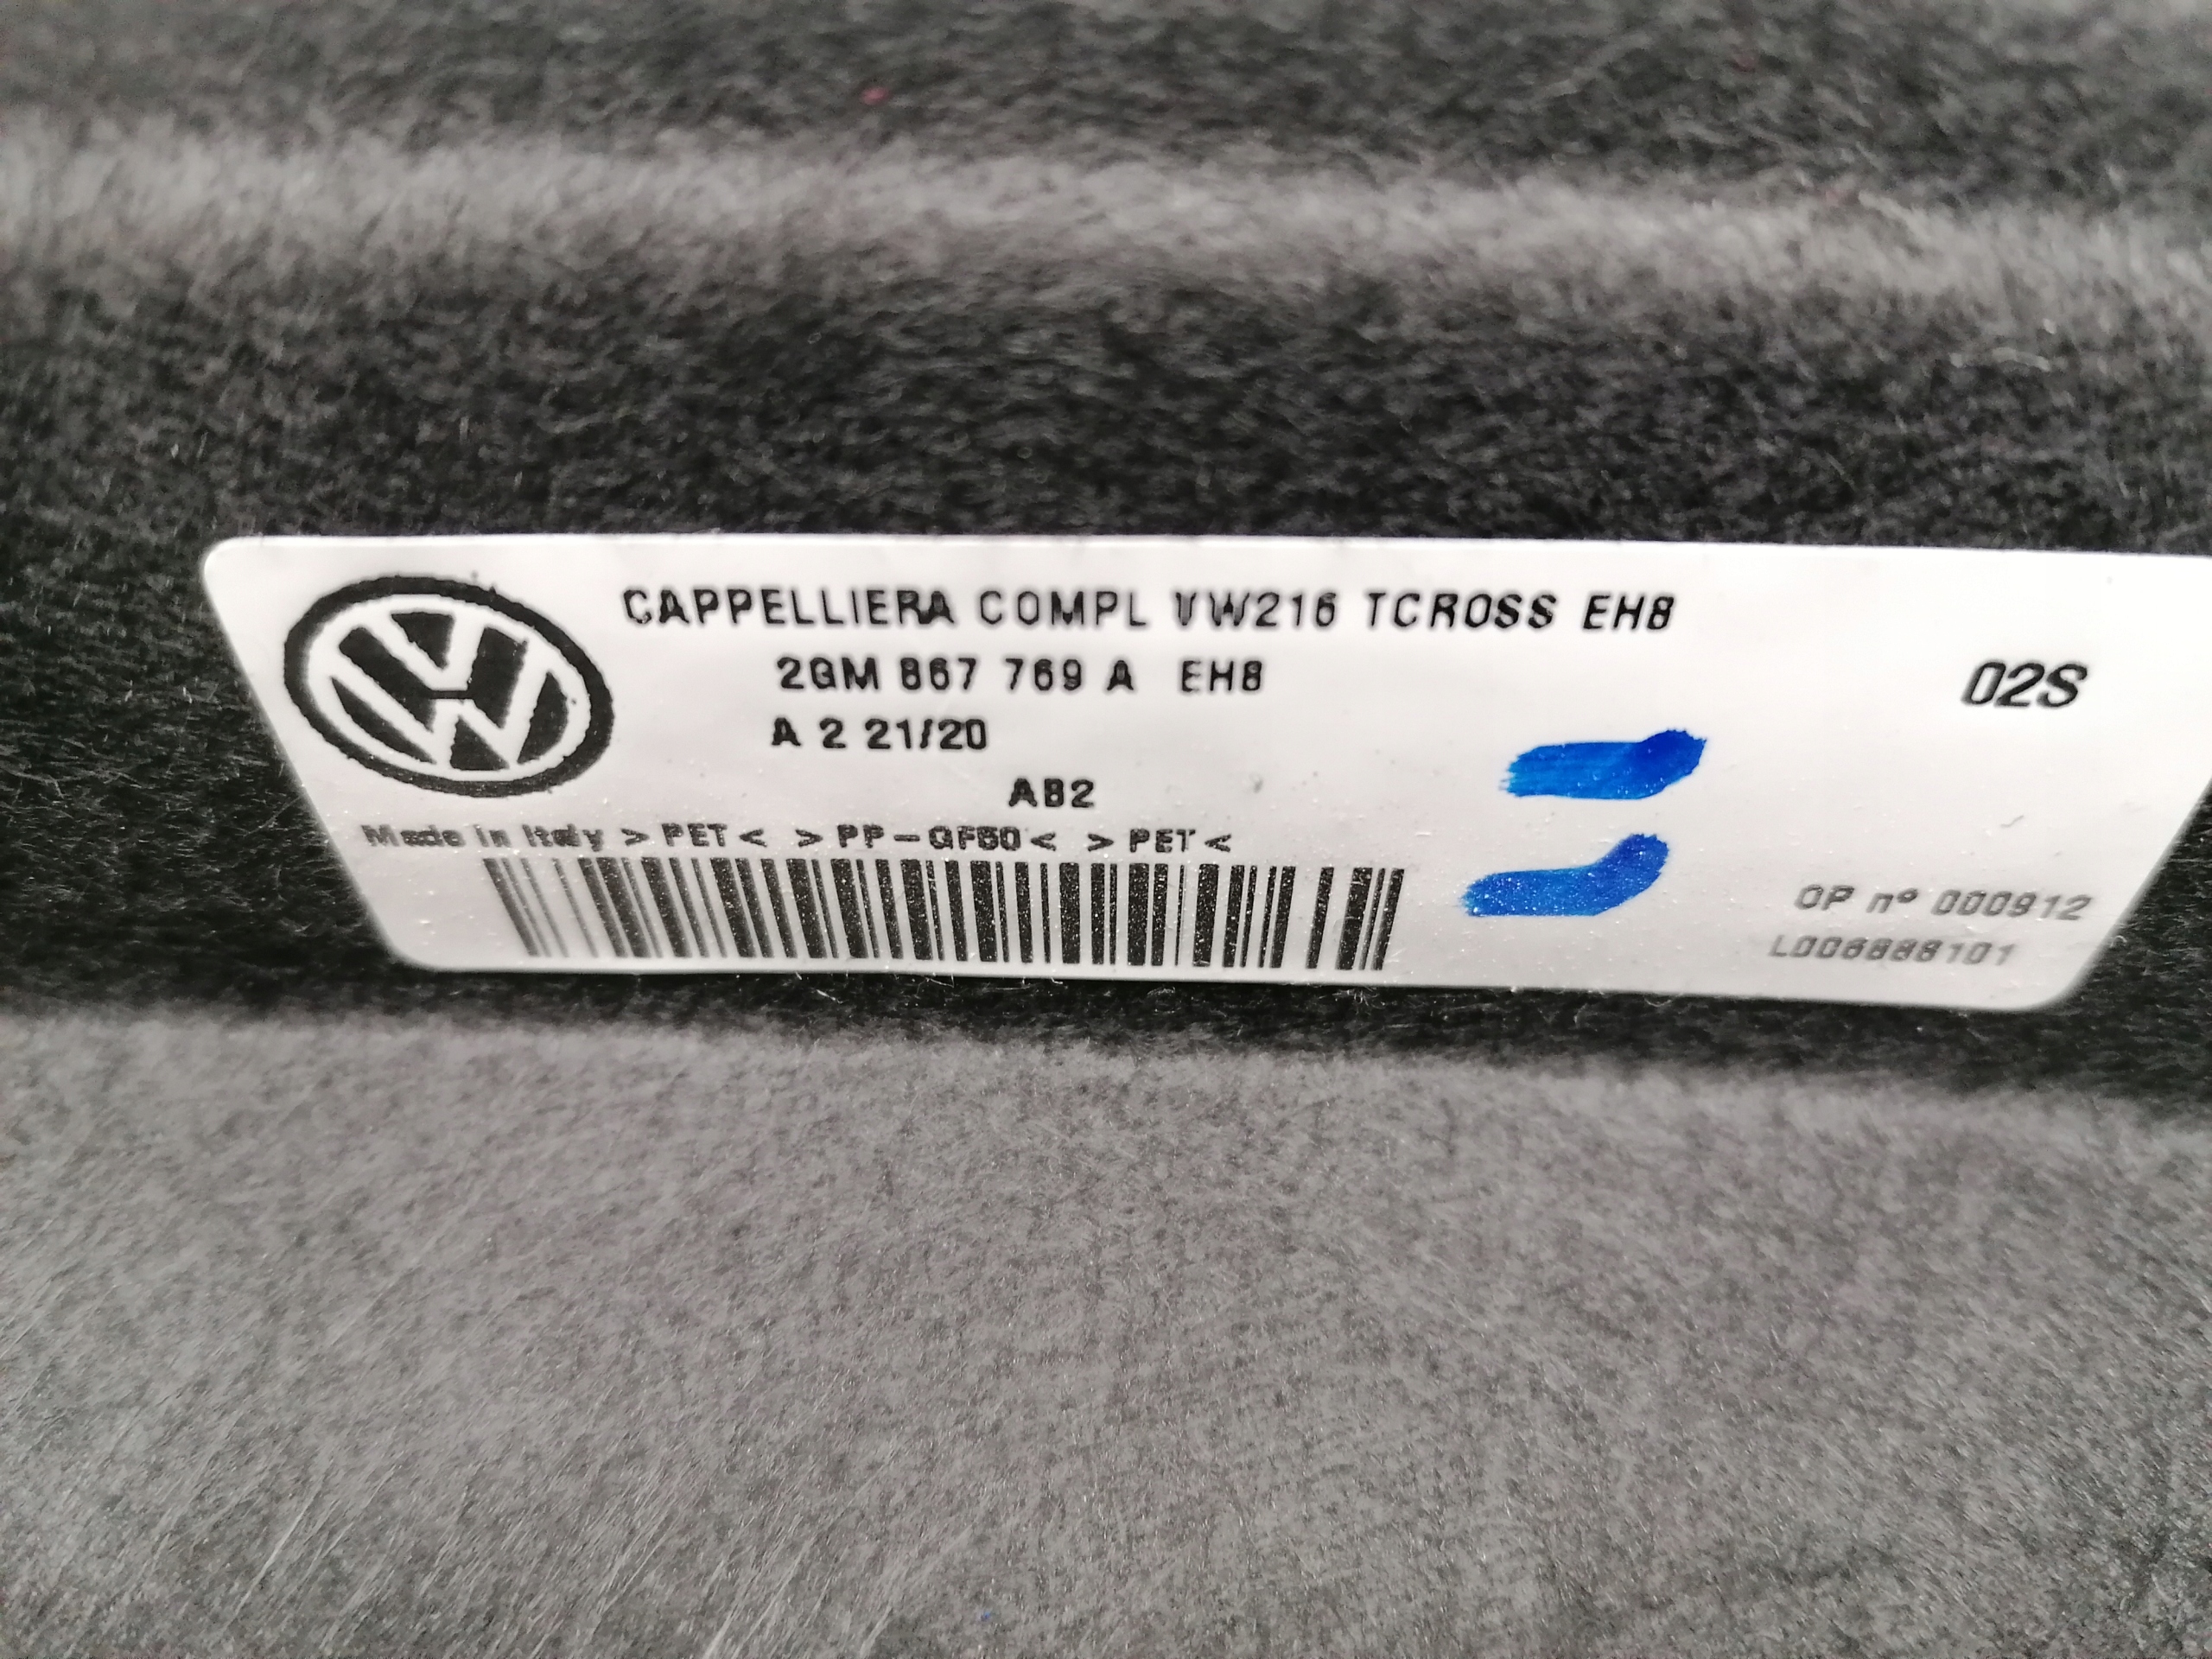 CAPPELLIERA COMPL VW216 TCROSS EH8
2GM 867 769 A EH8
02S
A 2 21/20
AB2
Made in Italy >PET< >PP-GF50< >PET<
OP nº 000912
L006888101